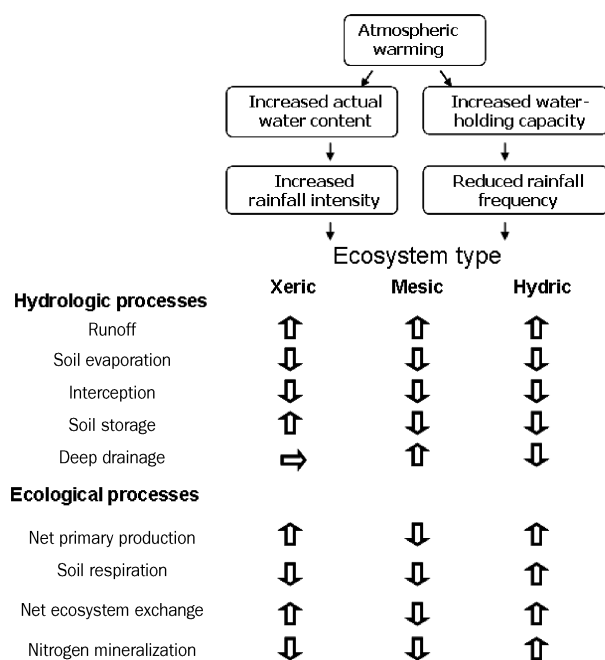 Atmospheric
warming
Increased actual
water content
Increased water-
holding capacity
Increased
rainfall intensity
Reduced rainfall
frequency
Ecosystem type
Xeric Mesic Hydric
Hydrologic processes
Runoff
Soil evaporation
Interception
Soil storage
Deep drainage
Ecological processes
Net primary production
Soil respiration
Net ecosystem exchange
Nitrogen mineralization